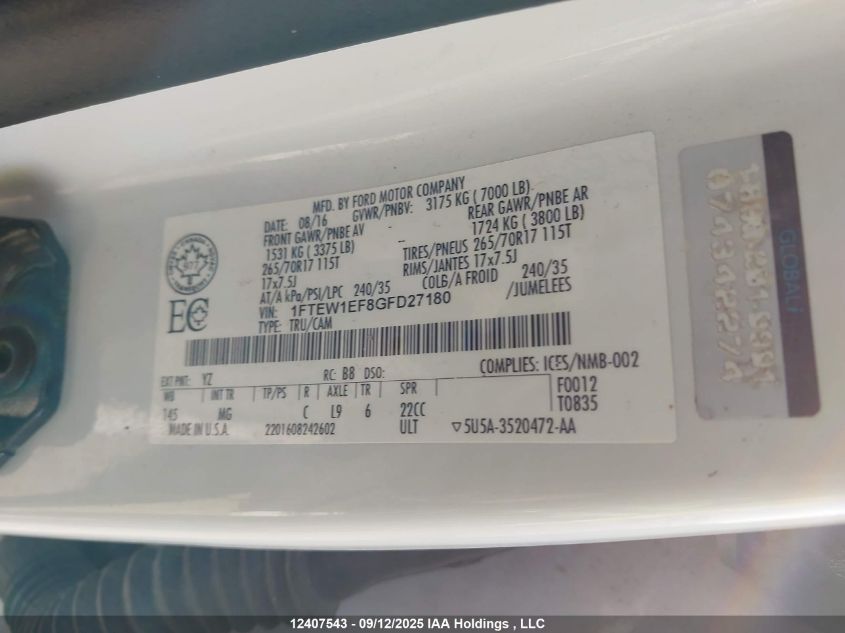 MFD. BY FORD MOTOR COMPANY
DATE: 08/16 GVWR/PNBV: 3175 KG ( 7000 LB)
FRONT GAWR/PNBE AV - REAR GAWR/PNBE AR
1531 KG ( 3375 LB) 1724 KG ( 3800 LB)
265/70R17 115T TIRES/PNEUS 265/70R17 115T
17x7.5J RIMS/JANTES 17x7.5J
AT/A kPa/PSI/LPC 240/35 COLB/A FROID 240/35
VIN: 1FTEW1EF8GFD27180 /JUMELEES
TYPE: TRU/CAM
EC
COMPLIES: ICES/NMB-002
EXT PNT: YZ RC: B8 DSO:
WB INT TR TP/PS R AXLE TR SPR F0012
145 MG C L9 6 22CC T0835
MADE IN U.S.A. 2201608242602 ULT ▽5U5A-3520472-AA
GLOBALi
12407543 - 09/12/2025 IAA Holdings , LLC